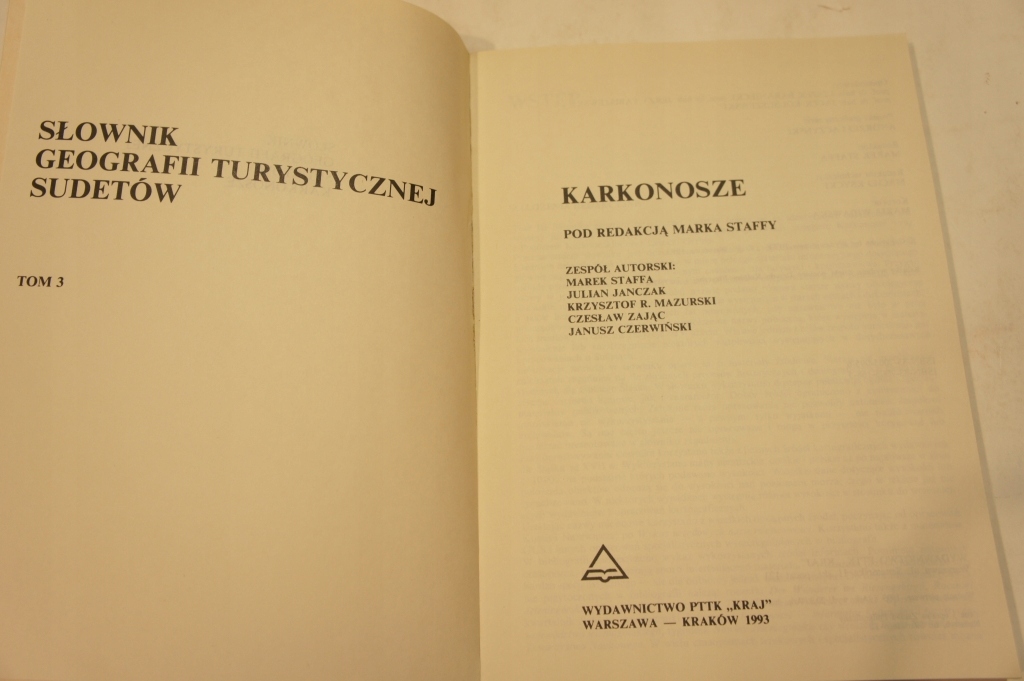 SŁOWNIK
GEOGRAFII TURYSTYCZNEJ
SUDETÓW
TOM 3
KARKONOSZE
POD REDAKCJĄ MARKA STAFFY
ZESPÓŁ AUTORSKI:
MAREK STAFFA
JULIAN JANCZAK
KRZYSZTOF R. MAZURSKI
CZESŁAW ZAJĄC
JANUSZ CZERWIŃSKI
WYDAWNICTWO PTTK „KRAJ”
WARSZAWA — KRAKÓW 1993